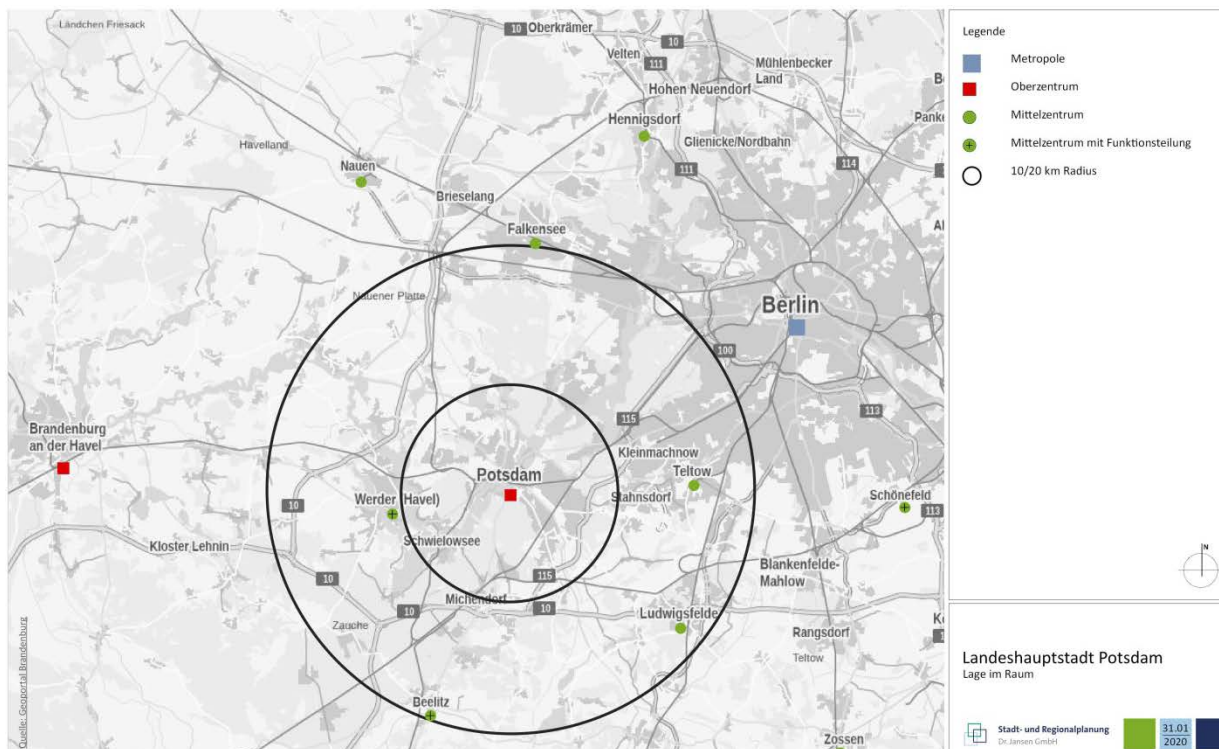 Ländchen Friesack
10
Oberkrämer
10
Velten
111
Mühlenbecker
Land
Hohen Neuendorf
Hennigsdorf
Glienicke/Nordbahn
Havelland
Nauen
111
114
Brieselang
Falkensee
Nauener Platte
Berlin
100
113
115
Brandenburg
an der Havel
Kleinmachnow
Teltow
Potsdam
Stahnsdorf
Schönefeld
113
Werder (Havel)
10
Schwielowsee
Kloster Lehnin
10
115
Blankenfelde-
Mahlow
Michendorf
10
10
Ludwigsfelde
Zauche
Rangsdorf
Teltow
Beelitz
Zossen
Quelle: Geoportal Brandenburg
Legende
Metropole
Oberzentrum
Mittelzentrum
Mittelzentrum mit Funktionsteilung
10/20 km Radius
N
Landeshauptstadt Potsdam
Lage im Raum
Stadt- und Regionalplanung
Dr. Jansen GmbH
31.01
2020